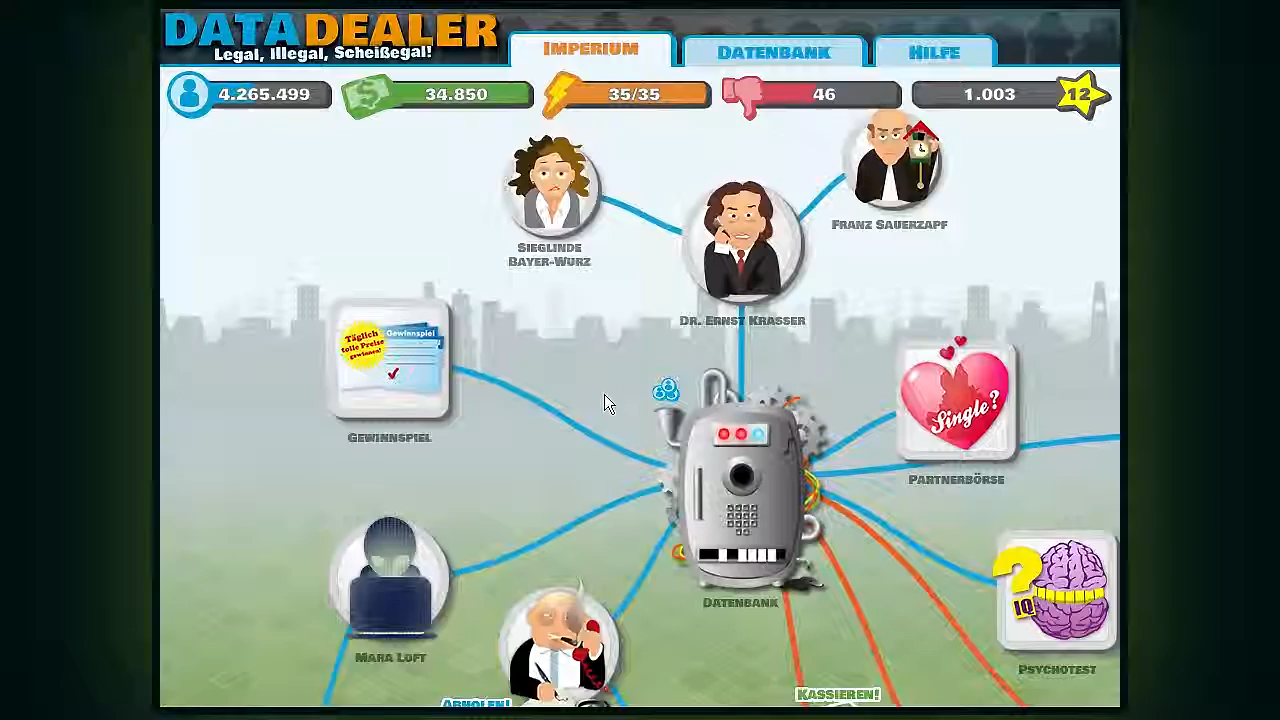 DATADEALER
Legal, Illegal, Scheißegal!
IMPERIUM
DATENBANK
HILFE
4.265.499
34.850
35/35
46
1.003
12
SIEGLINDE
BAYER-WURZ
FRANZ SAUERZAPF
DR. ERNST KRASSER
Täglich
tolle Preise
gewinnen!
Gewinnspiel
GEWINNSPIEL
Single?
PARTNERBÖRSE
DATENBANK
MARA LOFT
?
IQ
PSYCHOTEST
KASSIEREN!
ABHOLEN!